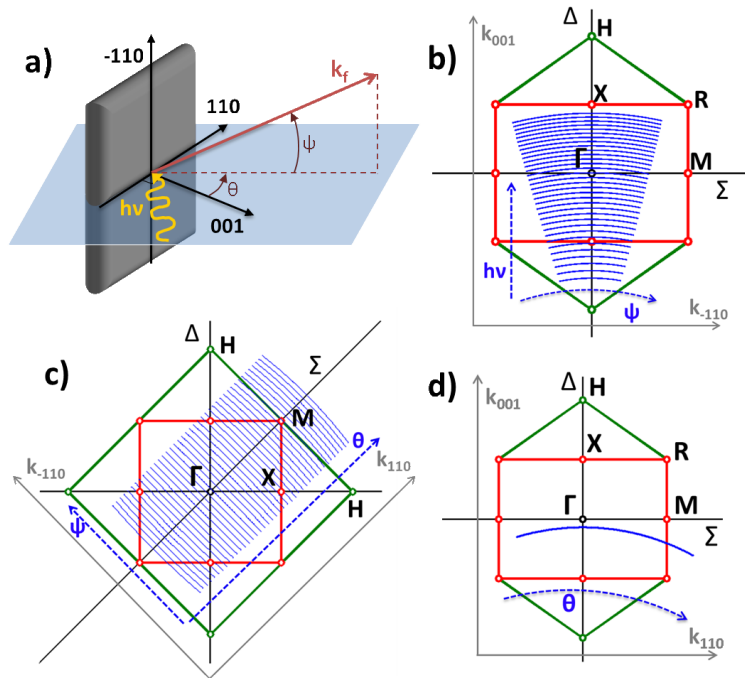 a)
-110
k_f
110
ψ
θ
hν
001
b)
k_001
Δ
H
X
R
Γ
M
Σ
hν
ψ
k_-110
c)
Δ
H
Σ
M
θ
k_-110
Γ
X
k_110
H
ψ
d)
k_001
Δ
H
X
R
Γ
M
Σ
θ
k_110